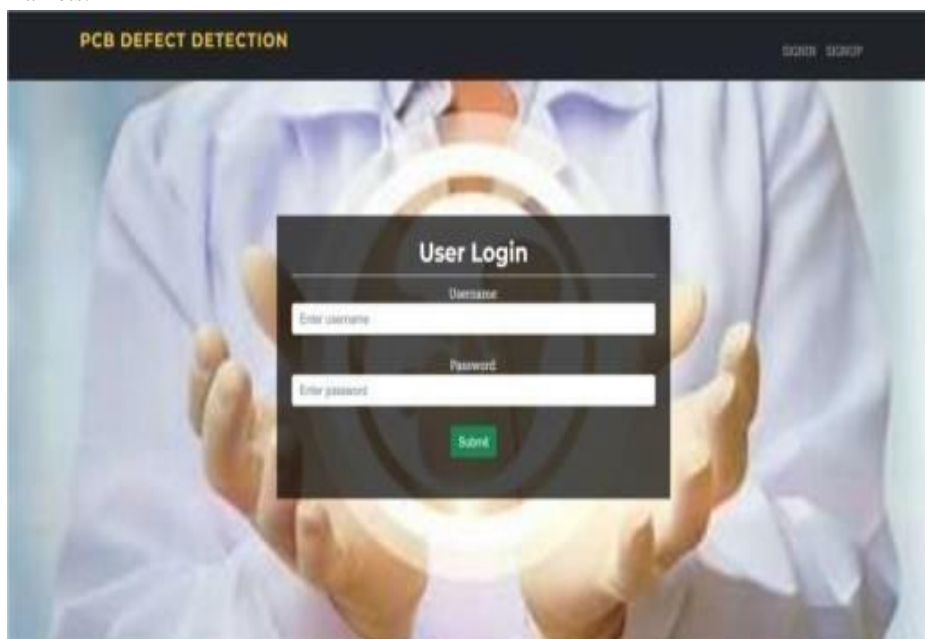 PCB DEFECT DETECTION
SIGNIN SIGNUP
User Login
Username
Enter username
Password
Enter password
Submit